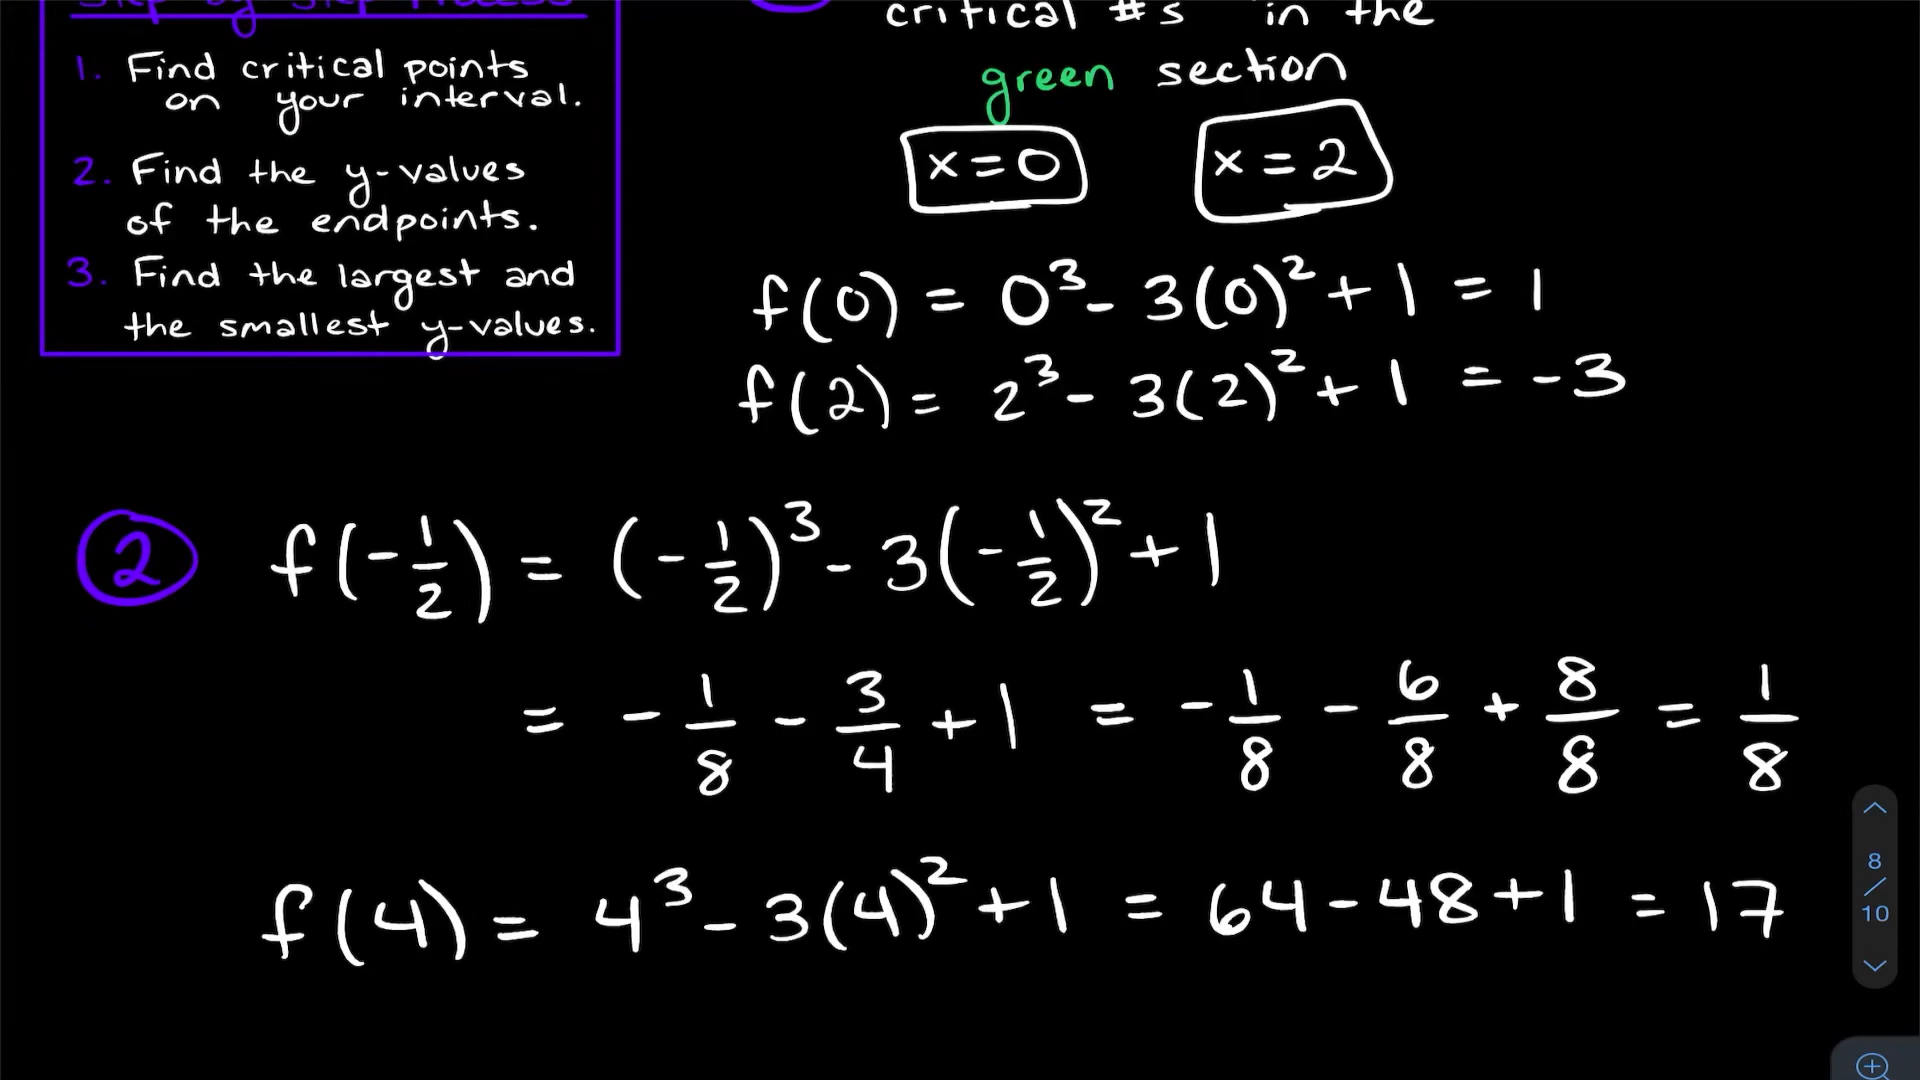 Step by Step Process
1. Find critical points
on your interval.
2. Find the y-values
of the endpoints.
3. Find the largest and
the smallest y-values.
critical #s in the
green section
x = 0
x = 2
f(0) = 0³ - 3(0)² + 1 = 1
f(2) = 2³ - 3(2)² + 1 = -3
2 f(-1/2) = (-1/2)³ - 3(-1/2)² + 1
= -1/8 - 3/4 + 1 = -1/8 - 6/8 + 8/8 = 1/8
f(4) = 4³ - 3(4)² + 1 = 64 - 48 + 1 = 17
8
/
10